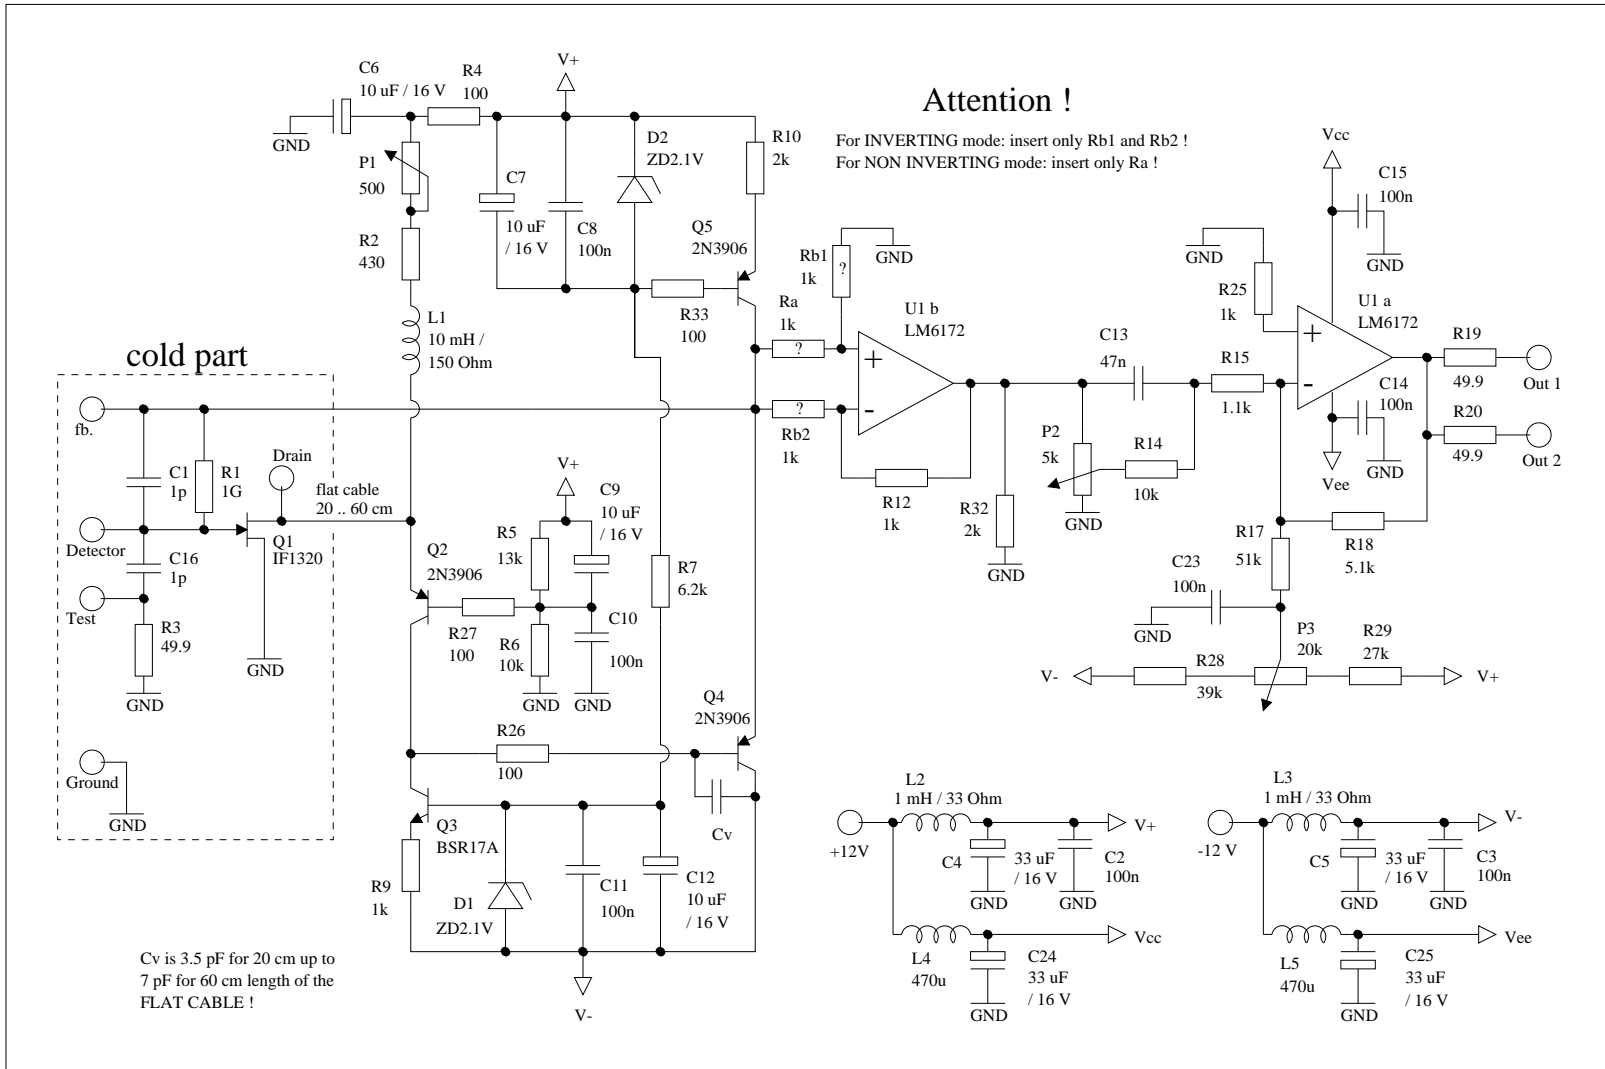 Attention !
For INVERTING mode: insert only Rb1 and Rb2 !
For NON INVERTING mode: insert only Ra !
C6
10 uF / 16 V
R4
100
V+
GND
P1
500
C7
10 uF
/ 16 V
C8
100n
D2
ZD2.1V
R10
2k
Q5
2N3906
R2
430
R33
100
L1
10 mH /
150 Ohm
Rb1
1k
?
GND
Ra
1k
?
U1 b
LM6172
+
-
?
Rb2
1k
R12
1k
R32
2k
GND
C13
47n
P2
5k
GND
R14
10k
R15
1.1k
GND
R25
1k
Vcc
C15
100n
GND
U1 a
LM6172
+
-
C14
100n
GND
Vee
R19
49.9
Out 1
R20
49.9
Out 2
R17
51k
R18
5.1k
C23
100n
GND
P3
20k
R29
27k
R28
39k
V-
V+
cold part
fb.
C1
1p
R1
1G
Drain
flat cable
20 .. 60 cm
Detector
Q1
IF1320
C16
1p
Test
R3
49.9
GND
GND
Ground
GND
V+
C9
10 uF
/ 16 V
R5
13k
Q2
2N3906
R7
6.2k
R27
100
R6
10k
C10
100n
GND
GND
Q4
2N3906
R26
100
Cv
Q3
BSR17A
R9
1k
D1
ZD2.1V
C11
100n
C12
10 uF
/ 16 V
V-
Cv is 3.5 pF for 20 cm up to
7 pF for 60 cm length of the
FLAT CABLE !
L2
1 mH / 33 Ohm
+12V
V+
C4
33 uF
/ 16 V
C2
100n
GND
GND
L4
470u
Vcc
C24
33 uF
/ 16 V
GND
L3
1 mH / 33 Ohm
-12 V
V-
C5
33 uF
/ 16 V
C3
100n
GND
GND
L5
470u
Vee
C25
33 uF
/ 16 V
GND